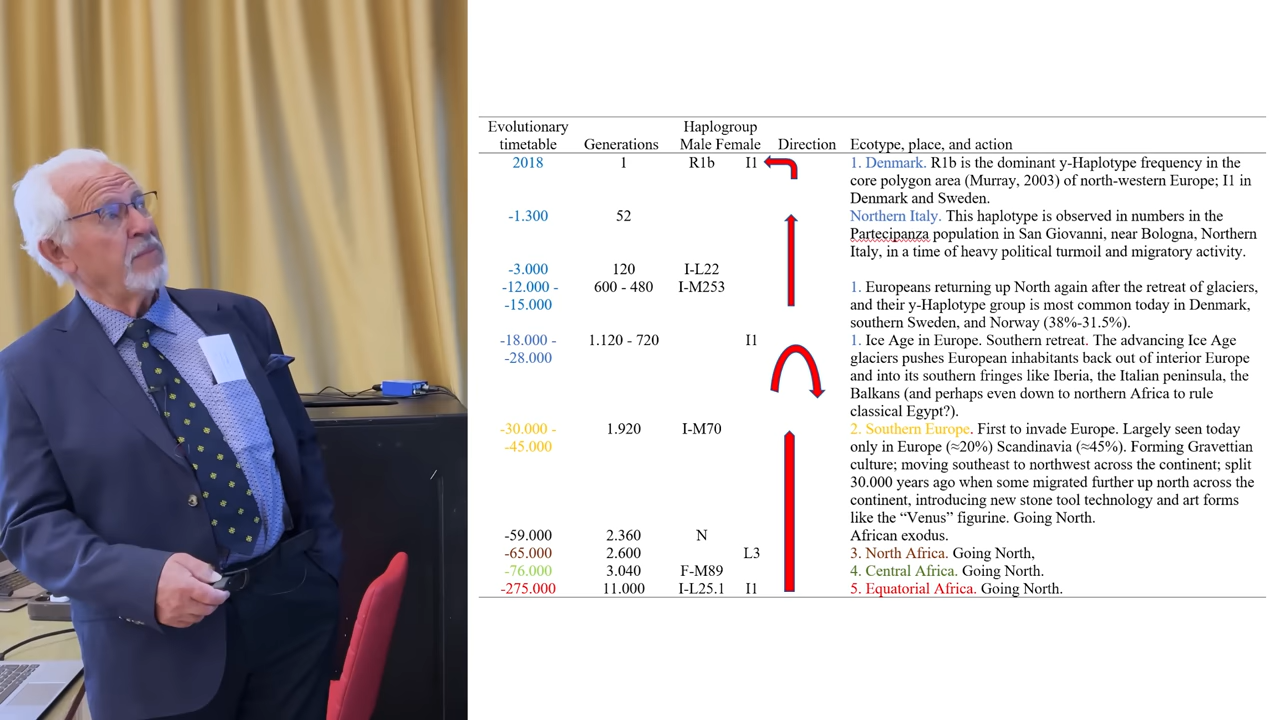 Evolutionary timetable Generations Haplogroup Male Female Direction Ecotype, place, and action
2018 1 R1b I1 1. Denmark. R1b is the dominant y-Haplotype frequency in the
core polygon area (Murray, 2003) of north-western Europe; I1 in
Denmark and Sweden.
-1.300 52 Northern Italy. This haplotype is observed in numbers in the
Partecipanza population in San Giovanni, near Bologna, Northern
Italy, in a time of heavy political turmoil and migratory activity.
-3.000 120 I-L22
-12.000 - 600 - 480 I-M253 1. Europeans returning up North again after the retreat of glaciers,
-15.000 and their y-Haplotype group is most common today in Denmark,
southern Sweden, and Norway (38%-31.5%).
-18.000 - 1.120 - 720 I1 1. Ice Age in Europe. Southern retreat. The advancing Ice Age
-28.000 glaciers pushes European inhabitants back out of interior Europe
and into its southern fringes like Iberia, the Italian peninsula, the
Balkans (and perhaps even down to northern Africa to rule
classical Egypt?).
-30.000 - 1.920 I-M70 2. Southern Europe. First to invade Europe. Largely seen today
-45.000 only in Europe (≈20%) Scandinavia (≈45%). Forming Gravettian
culture; moving southeast to northwest across the continent; split
30.000 years ago when some migrated further up north across the
continent, introducing new stone tool technology and art forms
like the “Venus” figurine. Going North.
-59.000 2.360 N African exodus.
-65.000 2.600 L3 3. North Africa. Going North,
-76.000 3.040 F-M89 4. Central Africa. Going North.
-275.000 11.000 I-L25.1 I1 5. Equatorial Africa. Going North.